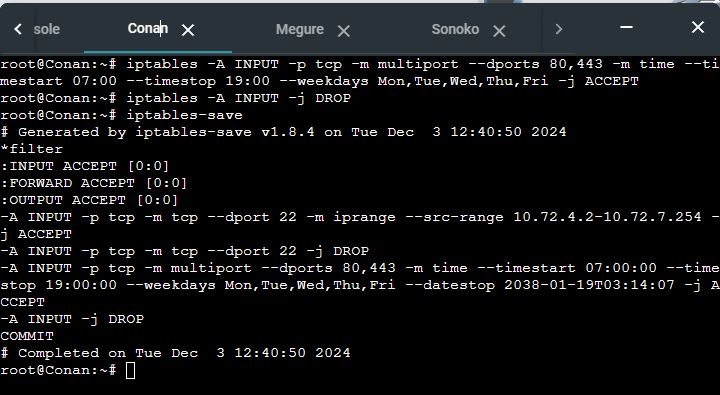 sole Conan Megure Sonoko
root@Conan:~# iptables -A INPUT -p tcp -m multiport --dports 80,443 -m time --ti
mestart 07:00 --timestop 19:00 --weekdays Mon,Tue,Wed,Thu,Fri -j ACCEPT
root@Conan:~# iptables -A INPUT -j DROP
root@Conan:~# iptables-save
# Generated by iptables-save v1.8.4 on Tue Dec  3 12:40:50 2024
*filter
:INPUT ACCEPT [0:0]
:FORWARD ACCEPT [0:0]
:OUTPUT ACCEPT [0:0]
-A INPUT -p tcp -m tcp --dport 22 -m iprange --src-range 10.72.4.2-10.72.7.254 -
j ACCEPT
-A INPUT -p tcp -m tcp --dport 22 -j DROP
-A INPUT -p tcp -m multiport --dports 80,443 -m time --timestart 07:00:00 --time
stop 19:00:00 --weekdays Mon,Tue,Wed,Thu,Fri --datestop 2038-01-19T03:14:07 -j A
CCEPT
-A INPUT -j DROP
COMMIT
# Completed on Tue Dec  3 12:40:50 2024
root@Conan:~#